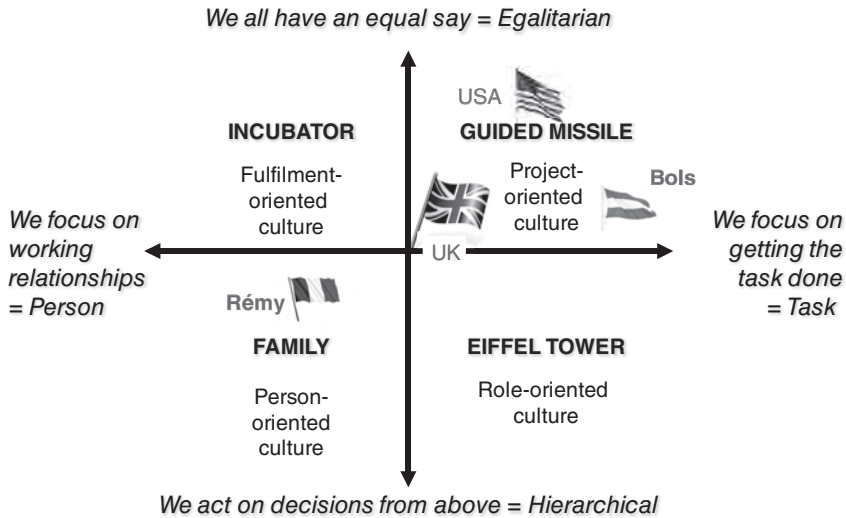 We all have an equal say = Egalitarian
USA
INCUBATOR
GUIDED MISSILE
Fulfilment-
oriented
culture
Project-
oriented
culture
Bols
We focus on
working
relationships
= Person
We focus on
getting the
task done
= Task
UK
Rémy
FAMILY
EIFFEL TOWER
Person-
oriented
culture
Role-oriented
culture
We act on decisions from above = Hierarchical